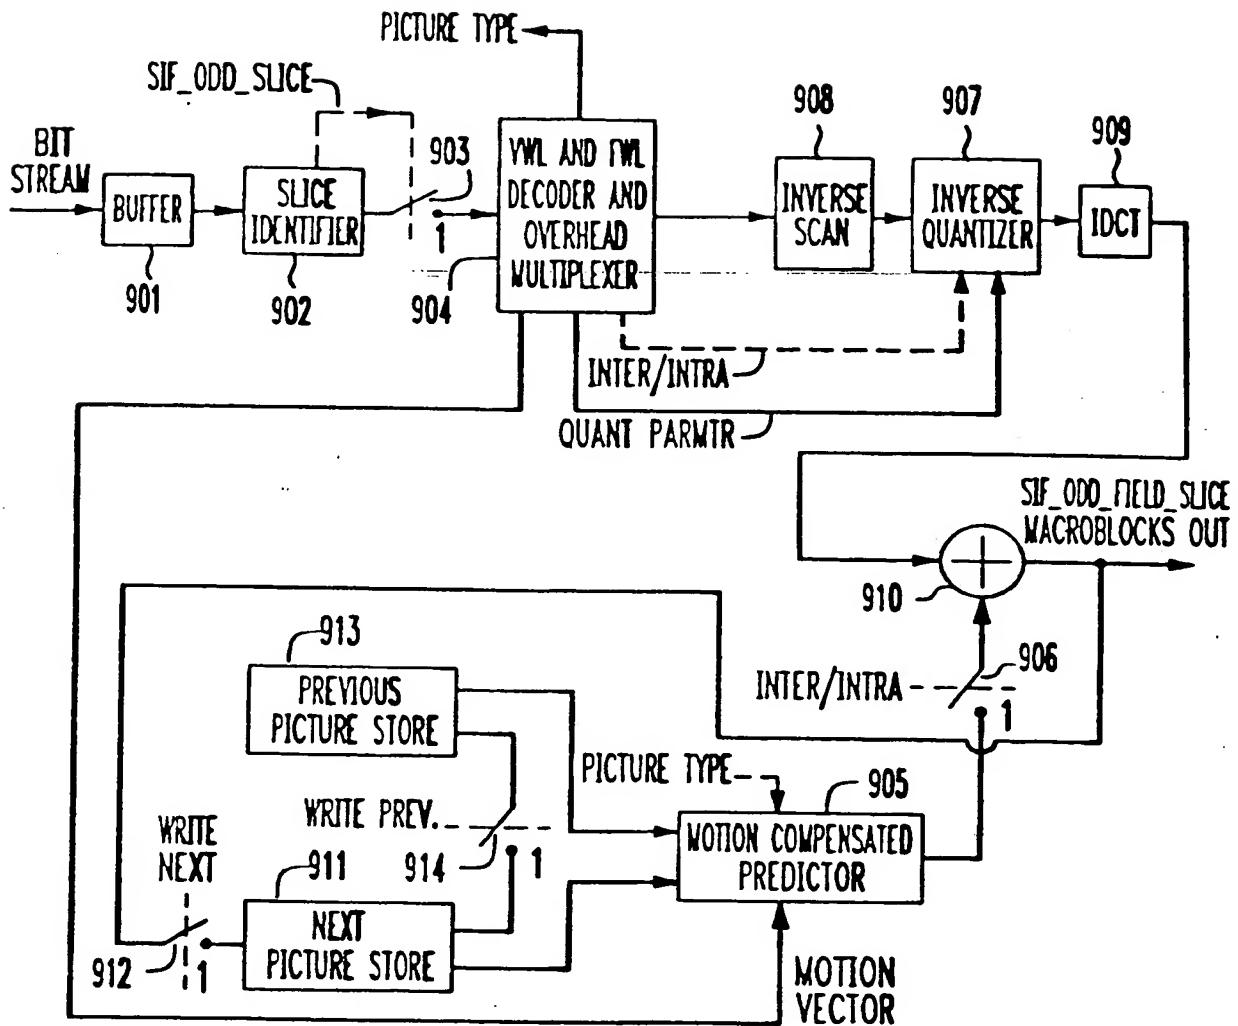 PICTURE TYPE
SIF_ODD_SLICE
BIT
STREAM
BUFFER
901
SLICE
IDENTIFIER
902
903
1
VWL AND FWL
DECODER AND
OVERHEAD
MULTIPLEXER
904
908
INVERSE
SCAN
907
INVERSE
QUANTIZER
909
IDCT
INTER/INTRA
QUANT PARMTR
SIF_ODD_FIELD_SLICE
MACROBLOCKS OUT
910
913
PREVIOUS
PICTURE STORE
INTER/INTRA
906
1
PICTURE TYPE
905
MOTION COMPENSATED
PREDICTOR
WRITE PREV.
914
1
WRITE
NEXT
911
NEXT
PICTURE STORE
912
1
MOTION
VECTOR